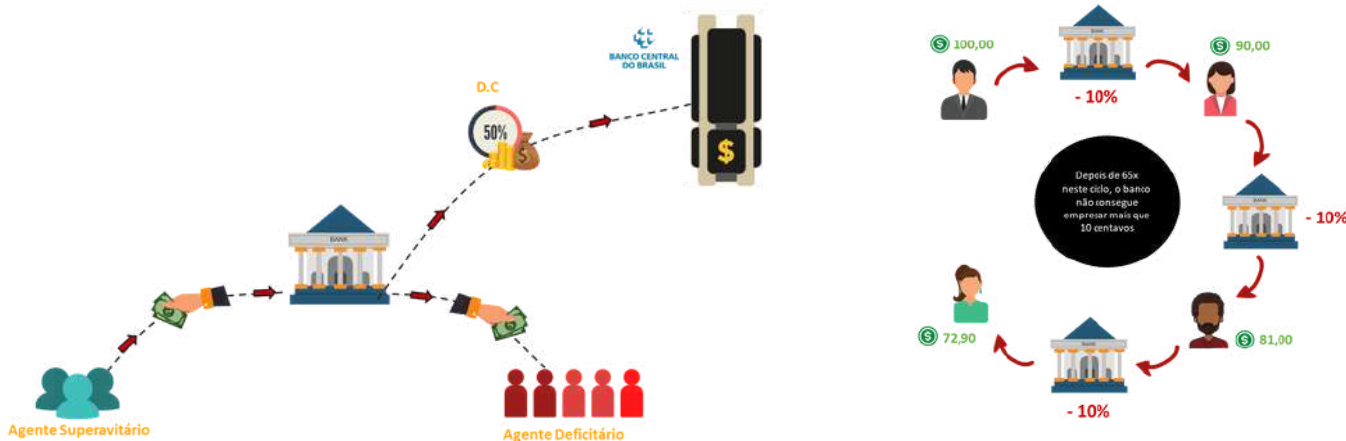 BANCO CENTRAL
DO BRASIL
D.C
50%
$
$
BANK
Agente Superavitário
Agente Deficitário
$ 100,00
BANK
- 10%
$ 90,00
BANK
- 10%
Depois de 65x
neste ciclo, o banco
não consegue
emprestar mais que
10 centavos
$ 81,00
BANK
- 10%
$ 72,90